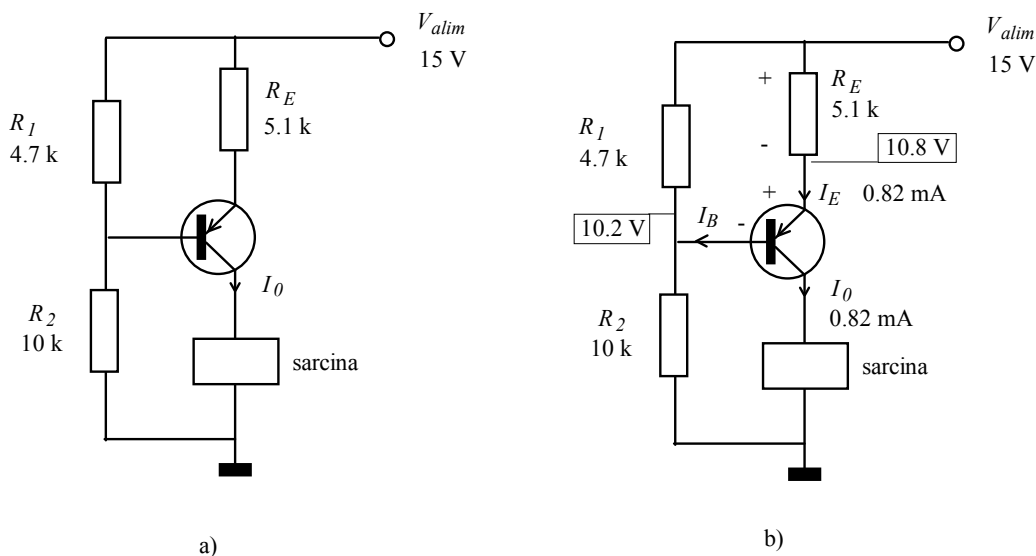 V_alim
15 V
R_E
5.1 k
R_1
4.7 k
I_0
R_2
10 k
sarcina
a)
V_alim
15 V
+
R_E
5.1 k
R_1
4.7 k
-
10.8 V
+
I_E
0.82 mA
10.2 V
I_B
-
I_0
0.82 mA
R_2
10 k
sarcina
b)